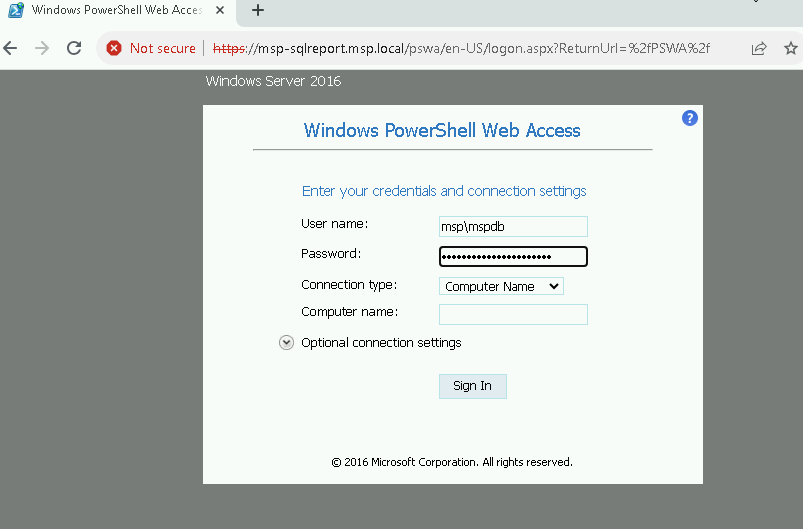 Windows PowerShell Web Acces
Not secure https://msp-sqlreport.msp.local/pswa/en-US/logon.aspx?ReturnUrl=%2fPSWA%2f
Windows Server 2016
Windows PowerShell Web Access
Enter your credentials and connection settings
User name: msp\mspdb
Password: ••••••••••••••••••••••
Connection type: Computer Name
Computer name:
Optional connection settings
Sign In
© 2016 Microsoft Corporation. All rights reserved.